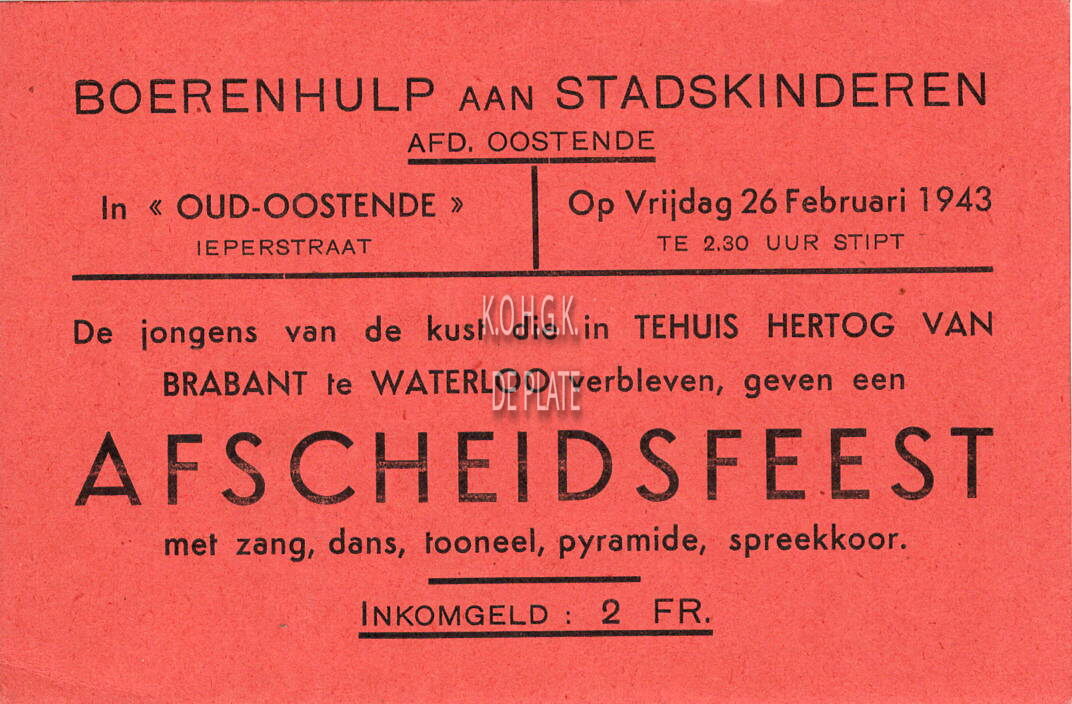 BOERENHULP AAN STADSKINDEREN
AFD. OOSTENDE
In « OUD-OOSTENDE »
IEPERSTRAAT
Op Vrijdag 26 Februari 1943
TE 2.30 UUR STIPT
De jongens van de kust die in TEHUIS HERTOG VAN
BRABANT te WATERLOO verbleven, geven een
AFSCHEIDSFEEST
met zang, dans, tooneel, pyramide, spreekkoor.
INKOMGELD : 2 FR.
K.O.H.G.K.
DE PLATE